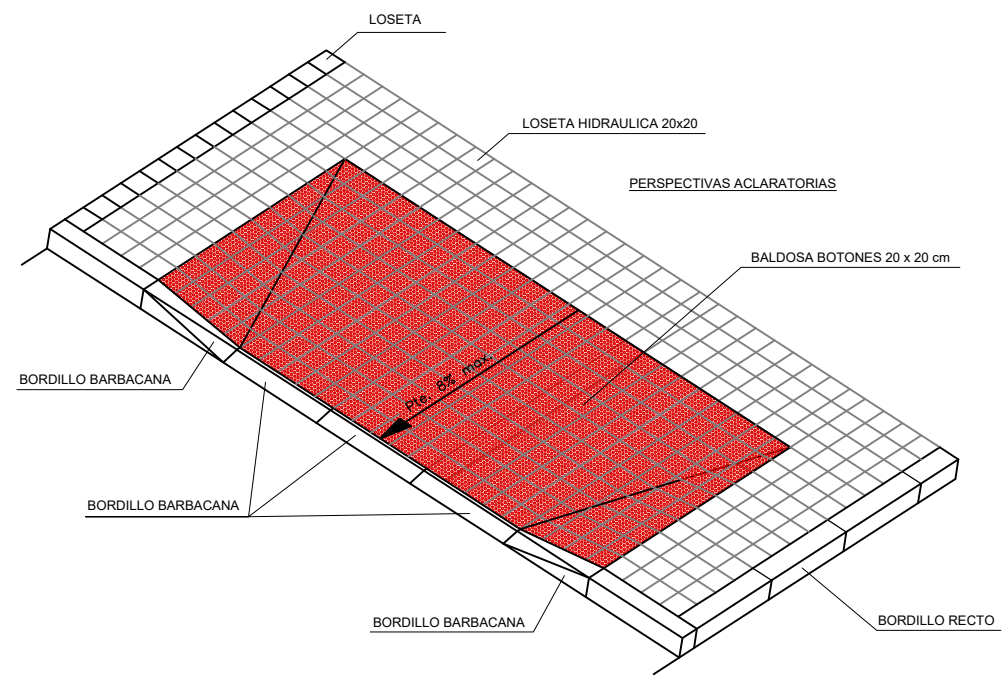 LOSETA
LOSETA HIDRAULICA 20x20
PERSPECTIVAS ACLARATORIAS
BALDOSA BOTONES 20 x 20 cm
Pte. 8% max.
BORDILLO BARBACANA
BORDILLO BARBACANA
BORDILLO BARBACANA
BORDILLO RECTO